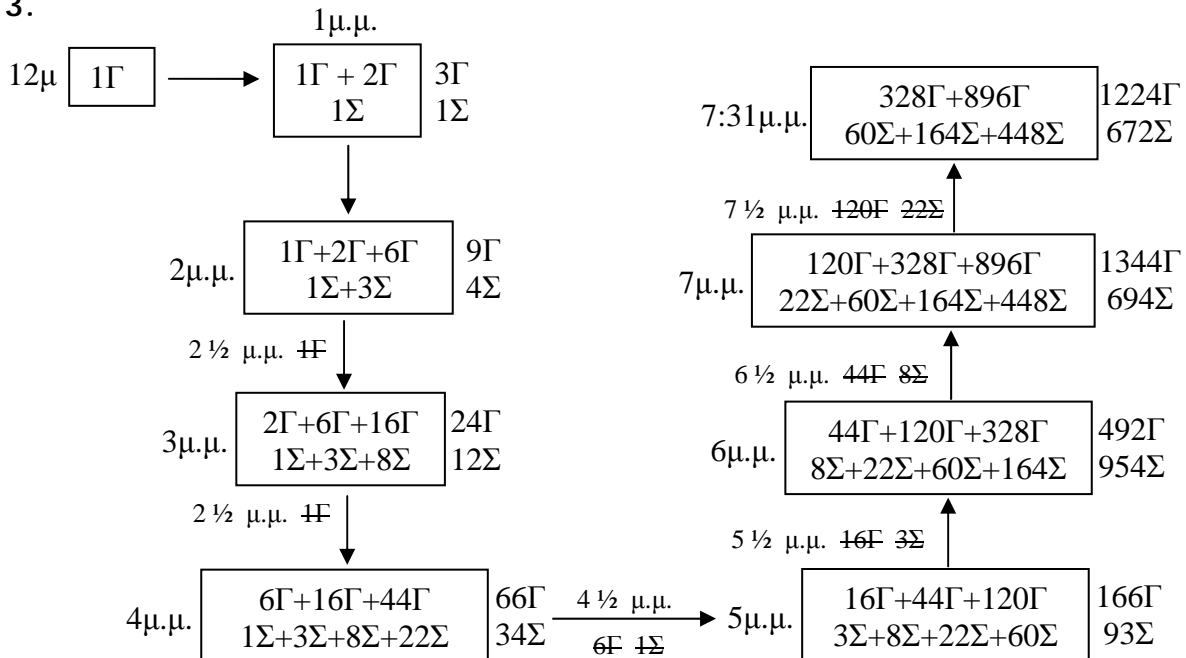 3.
12μ
1Γ
1μ.μ.
1Γ + 2Γ
1Σ
3Γ
1Σ
2μ.μ.
1Γ+2Γ+6Γ
1Σ+3Σ
9Γ
4Σ
2 ½ μ.μ. 1Γ
3μ.μ.
2Γ+6Γ+16Γ
1Σ+3Σ+8Σ
24Γ
12Σ
2 ½ μ.μ. 1Γ
4μ.μ.
6Γ+16Γ+44Γ
1Σ+3Σ+8Σ+22Σ
66Γ
34Σ
4 ½ μ.μ.
6Γ 1Σ
5μ.μ.
16Γ+44Γ+120Γ
3Σ+8Σ+22Σ+60Σ
166Γ
93Σ
5 ½ μ.μ. 16Γ 3Σ
6μ.μ.
44Γ+120Γ+328Γ
8Σ+22Σ+60Σ+164Σ
492Γ
954Σ
6 ½ μ.μ. 44Γ 8Σ
7μ.μ.
120Γ+328Γ+896Γ
22Σ+60Σ+164Σ+448Σ
1344Γ
694Σ
7 ½ μ.μ. 120Γ 22Σ
7:31μ.μ.
328Γ+896Γ
60Σ+164Σ+448Σ
1224Γ
672Σ